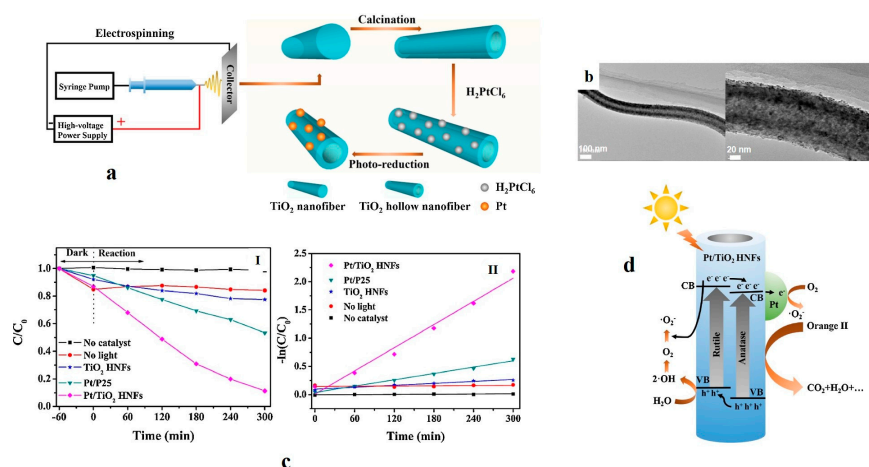 Electrospinning
Syringe Pump
High-voltage
Power Supply
+
-
Collector
a
Calcination
H2PtCl6
Photo-reduction
TiO2 nanofiber
TiO2 hollow nanofiber
H2PtCl6
Pt
b
100 nm
20 nm
Dark
Reaction
I
C/C0
1.0
0.8
0.6
0.4
0.2
0.0
No catalyst
No light
TiO2 HNFs
Pt/P25
Pt/TiO2 HNFs
-60 0 60 120 180 240 300
Time (min)
II
-ln(C/C0)
2.5
2.0
1.5
1.0
0.5
0.0
Pt/TiO2 HNFs
Pt/P25
TiO2 HNFs
No light
No catalyst
0 60 120 180 240 300
Time (min)
c
d
Pt/TiO2 HNFs
e- e- e-
e- e- e-
CB
CB
e-
Pt
O2
·O2-
Orange II
CO2+H2O+...
Rutile
Anatase
·O2-
O2
2·OH
H2O
VB
h+ h+
VB
h+ h+ h+